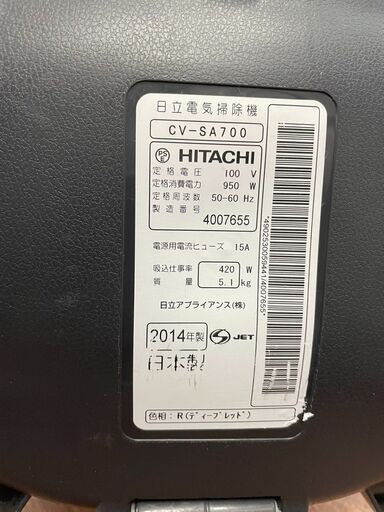 日立電気掃除機
CV-SA700
PSE HITACHI
定格電圧 100 V
定格消費電力 950 W
定格周波数 50-60 Hz
製造番号 4007655
電源用電流ヒューズ 15A
吸込仕事率 420 W
質量 5.1 kg
日立アプライアンス(株)
2014年製 S JET
日本製
色相:R(ディープレッド)
*4902530059441/4007655*